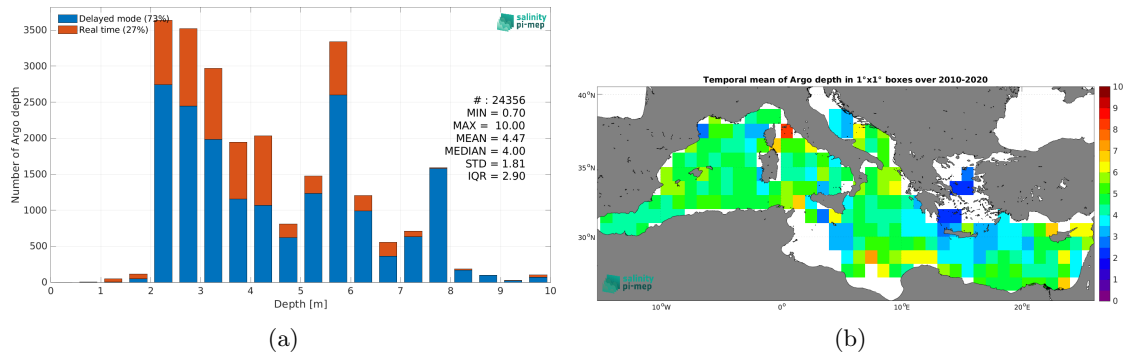 Delayed mode (73%)
Real time (27%)
salinity
pi-mep
Number of Argo depth
3500
3000
2500
2000
1500
1000
500
0
# : 24356
MIN = 0.70
MAX = 10.00
MEAN = 4.47
MEDIAN = 4.00
STD = 1.81
IQR = 2.90
0 1 2 3 4 5 6 7 8 9 10
Depth [m]
(a)
Temporal mean of Argo depth in 1°x1° boxes over 2010-2020
40°N
35°N
30°N
salinity
pi-mep
10°W 0° 10°E 20°E
10
9
8
7
6
5
4
3
2
1
0
(b)